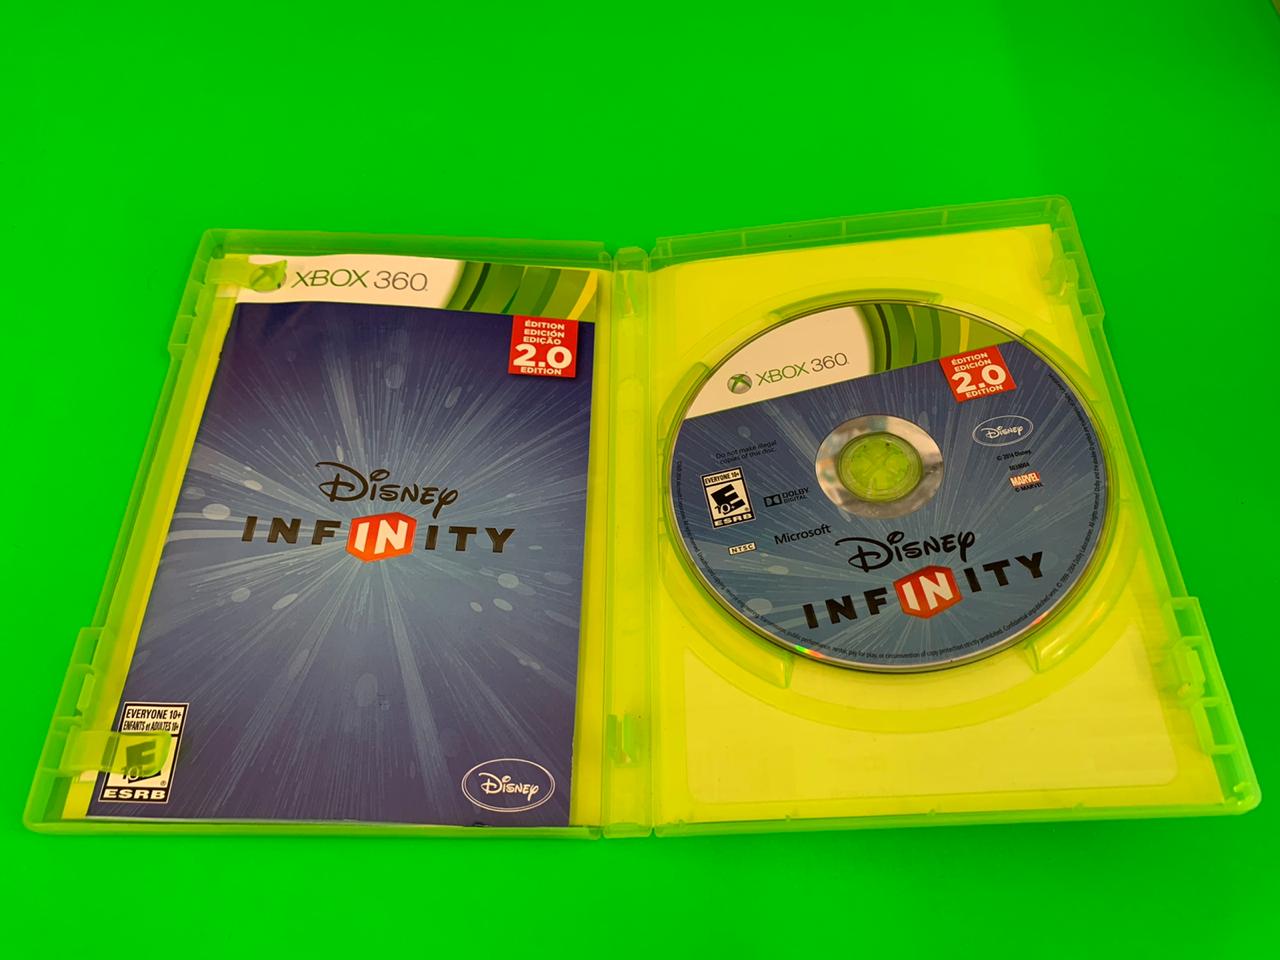 XBOX 360
ÉDITION
EDICIÓN
EDIÇÃO
2.0
EDITION
Disney
INFINITY
EVERYONE 10+
ENFANTS et ADULTES 10+
E
10+
ESRB
Disney
XBOX 360
ÉDITION
EDICIÓN
2.0
EDITION
Disney
© 2014 Disney.
MARVEL
© MARVEL
Do not make illegal
copies of this disc.
EVERYONE 10+
E
10+
ESRB
DOLBY
DIGITAL
NTSC
Microsoft
Disney
INFINITY